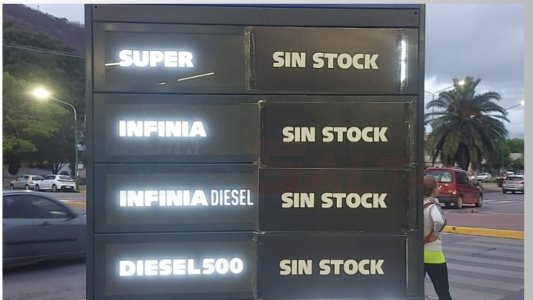 SUPER SIN STOCK
INFINIA SIN STOCK
INFINIA DIESEL SIN STOCK
DIESEL500 SIN STOCK